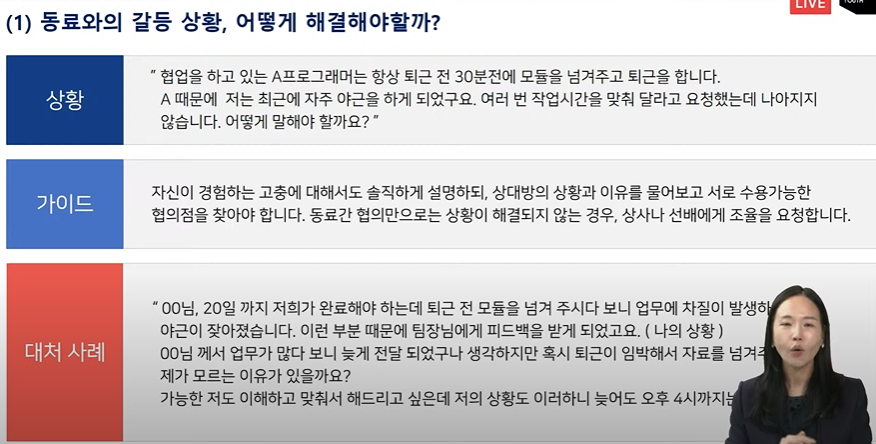 LIVE
(1) 동료와의 갈등 상황, 어떻게 해결해야할까?
상황
” 협업을 하고 있는 A프로그래머는 항상 퇴근 전 30분전에 모듈을 넘겨주고 퇴근을 합니다.
A 때문에 저는 최근에 자주 야근을 하게 되었구요. 여러 번 작업시간을 맞춰 달라고 요청했는데 나아지지
않습니다. 어떻게 말해야 할까요? ”
가이드
자신이 경험하는 고충에 대해서도 솔직하게 설명하되, 상대방의 상황과 이유를 물어보고 서로 수용가능한
협의점을 찾아야 합니다. 동료간 협의만으로는 상황이 해결되지 않는 경우, 상사나 선배에게 조율을 요청합니다.
대처 사례
“ 00님, 20일 까지 저희가 완료해야 하는데 퇴근 전 모듈을 넘겨 주시다 보니 업무에 차질이 발생하
야근이 잦아졌습니다. 이런 부분 때문에 팀장님에게 피드백을 받게 되었고요. ( 나의 상황 )
00님 께서 업무가 많다 보니 늦게 전달 되었구나 생각하지만 혹시 퇴근이 임박해서 자료를 넘겨주
제가 모르는 이유가 있을까요?
가능한 저도 이해하고 맞춰서 해드리고 싶은데 저의 상황도 이러하니 늦어도 오후 4시까지는